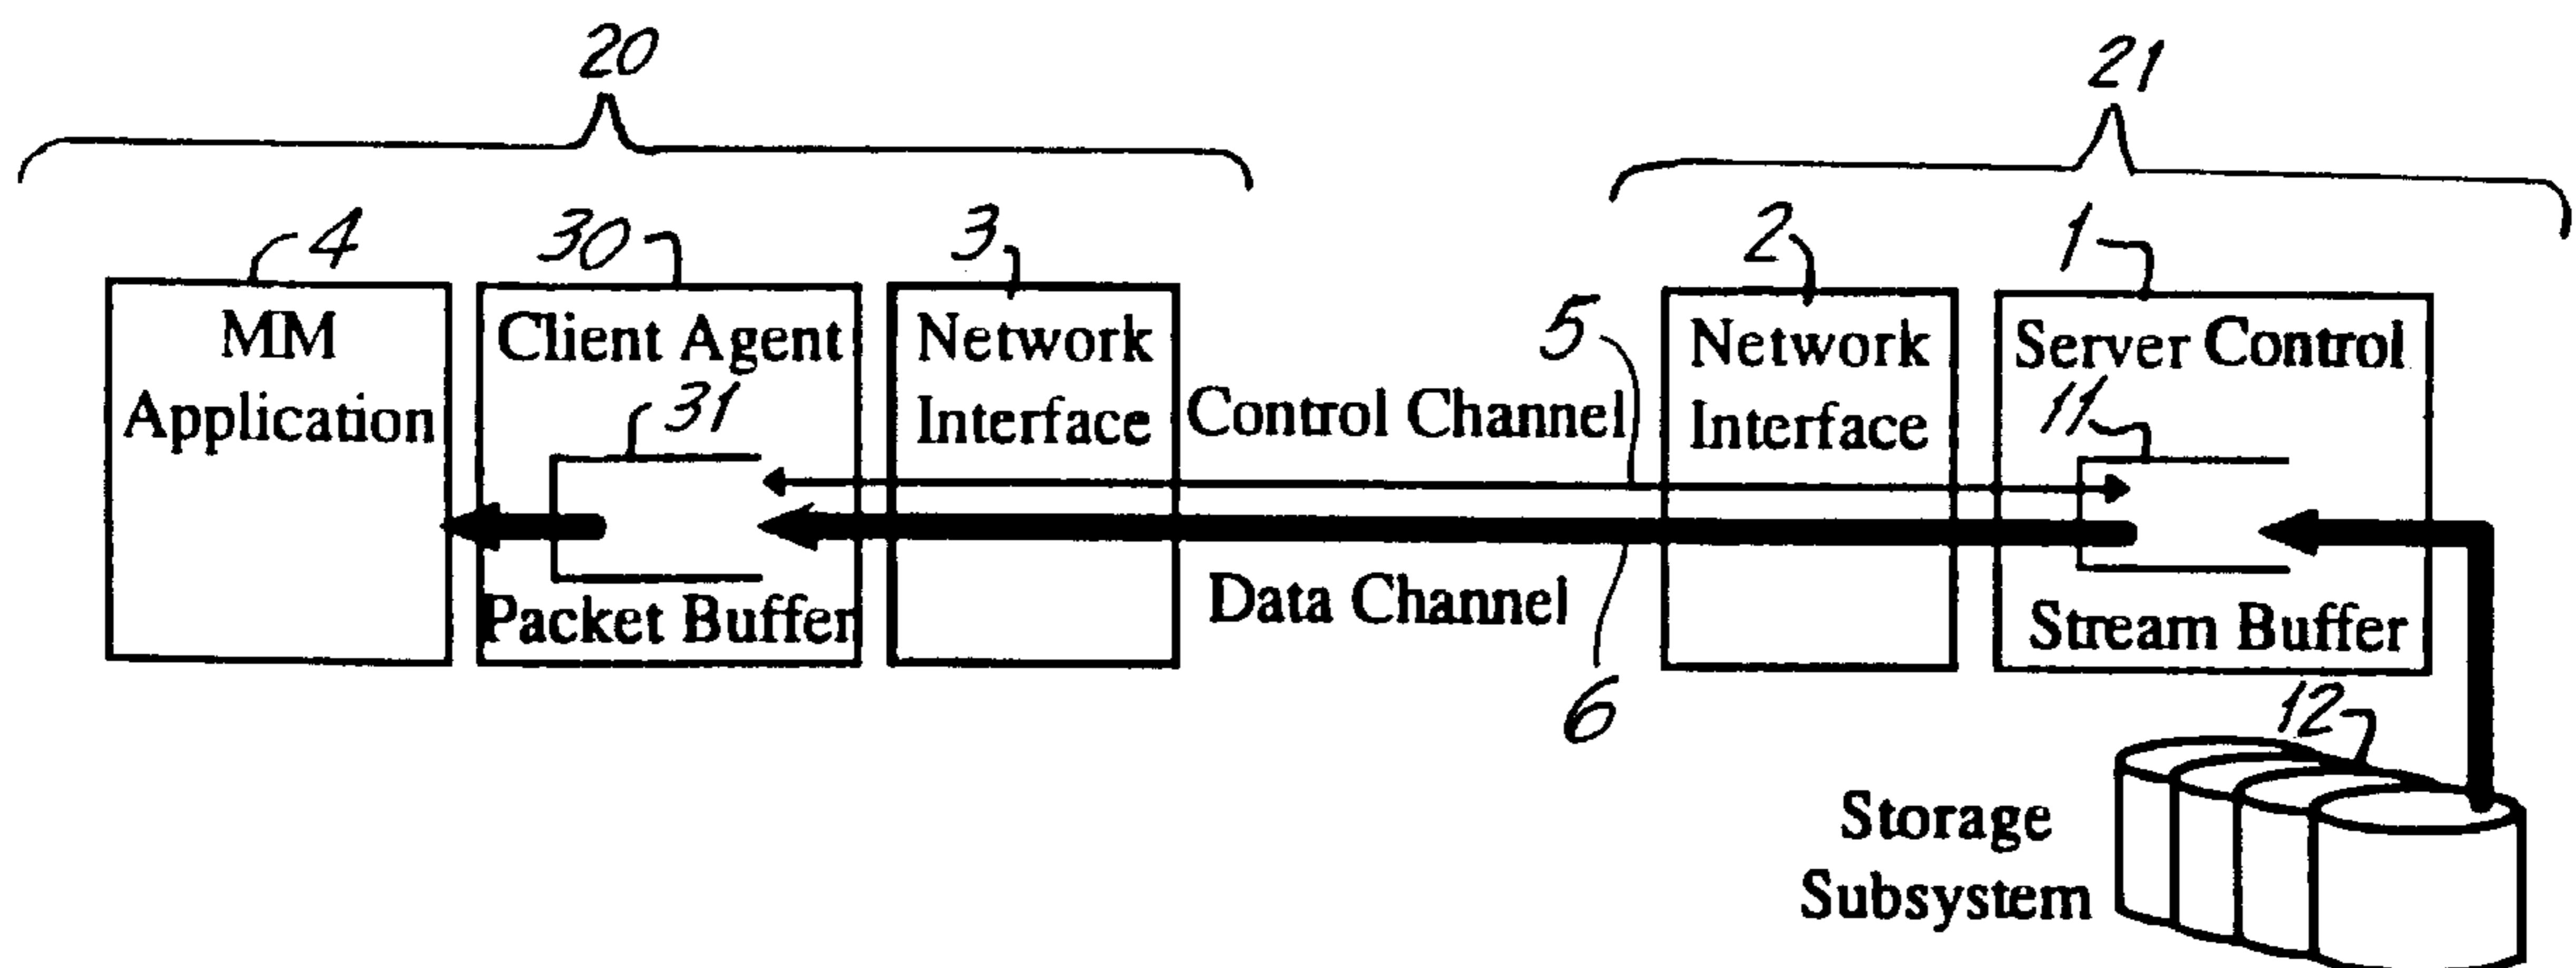 20
21
4
30
3
2
1
MM
Application
Client Agent
31
Packet Buffer
Network
Interface
Control Channel
5
Data Channel
6
Network
Interface
Server Control
11
Stream Buffer
12
Storage
Subsystem